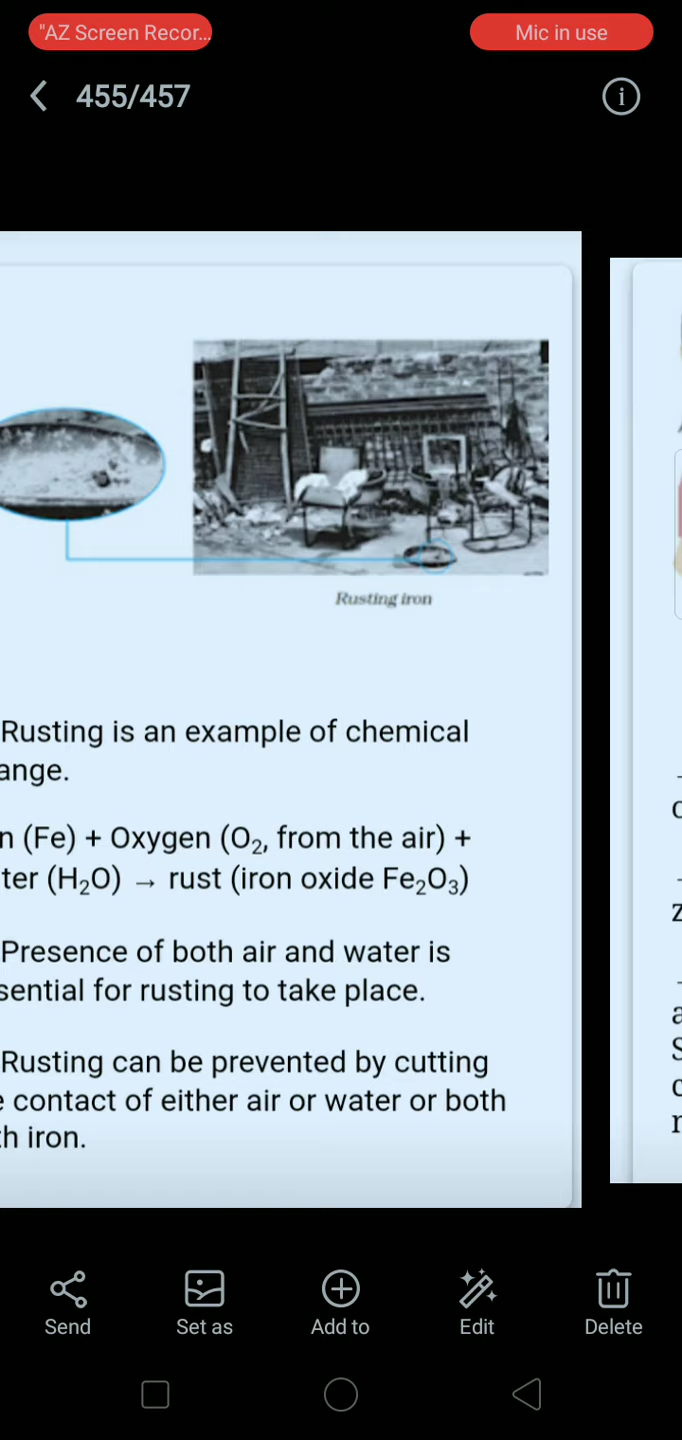 "AZ Screen Recor...
Mic in use
455/457
Rusting iron
Rusting is an example of chemical
ange.
n (Fe) + Oxygen (O₂, from the air) +
ter (H₂O) → rust (iron oxide Fe₂O₃)
Presence of both air and water is
sential for rusting to take place.
Rusting can be prevented by cutting
e contact of either air or water or both
th iron.
Send
Set as
Add to
Edit
Delete